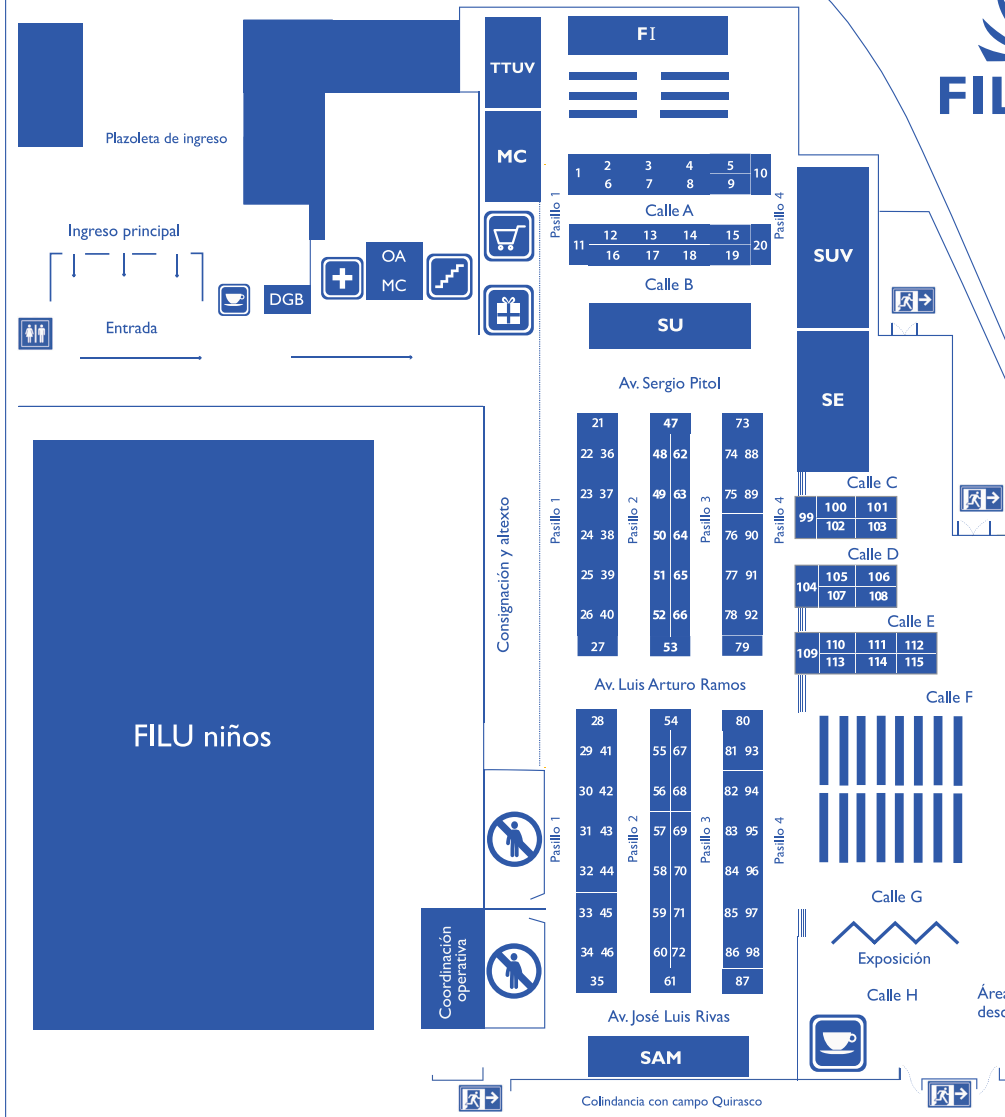 FI
TTUV
FIL
Plazoleta de ingreso
MC
1 2 3 4 5 10
6 7 8 9
Pasillo 1
Calle A
Pasillo 4
11 12 13 14 15 20
16 17 18 19
Ingreso principal
OA
MC
SUV
Calle B
DGB
Entrada
SU
Av. Sergio Pitol
SE
21 47 73
22 36 48 62 74 88
23 37 49 63 75 89
24 38 50 64 76 90
25 39 51 65 77 91
26 40 52 66 78 92
27 53 79
Consignación y altexto
Pasillo 1
Pasillo 2
Pasillo 3
Pasillo 4
Calle C
99 100 101
102 103
Calle D
104 105 106
107 108
Calle E
109 110 111 112
113 114 115
Av. Luis Arturo Ramos
Calle F
FILU niños
28 54 80
29 41 55 67 81 93
30 42 56 68 82 94
31 43 57 69 83 95
32 44 58 70 84 96
33 45 59 71 85 97
34 46 60 72 86 98
35 61 87
Pasillo 1
Pasillo 2
Pasillo 3
Pasillo 4
Calle G
Coordinación
operativa
Exposición
Calle H
Área
desc
Av. José Luis Rivas
SAM
Colindancia con campo Quirasco